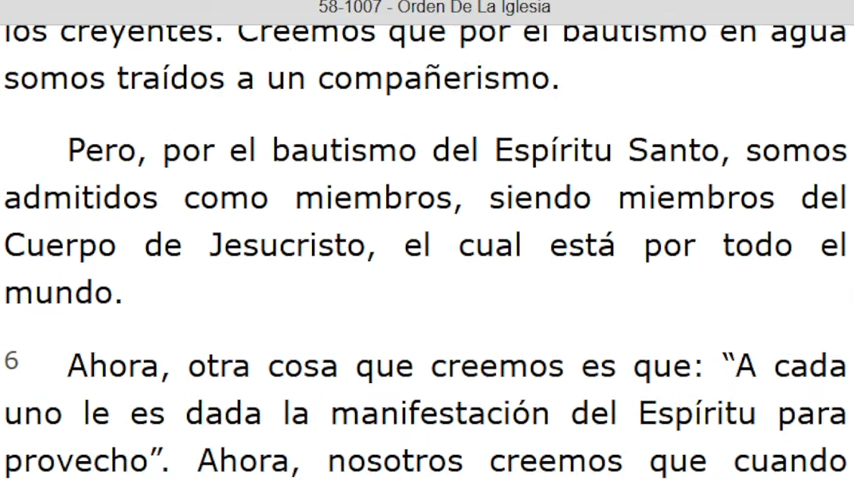 58-1007 - Orden De La Iglesia
los creyentes. Creemos que por el bautismo en agua
somos traídos a un compañerismo.
Pero, por el bautismo del Espíritu Santo, somos
admitidos como miembros, siendo miembros del
Cuerpo de Jesucristo, el cual está por todo el
mundo.
6 Ahora, otra cosa que creemos es que: “A cada
uno le es dada la manifestación del Espíritu para
provecho”. Ahora, nosotros creemos que cuando